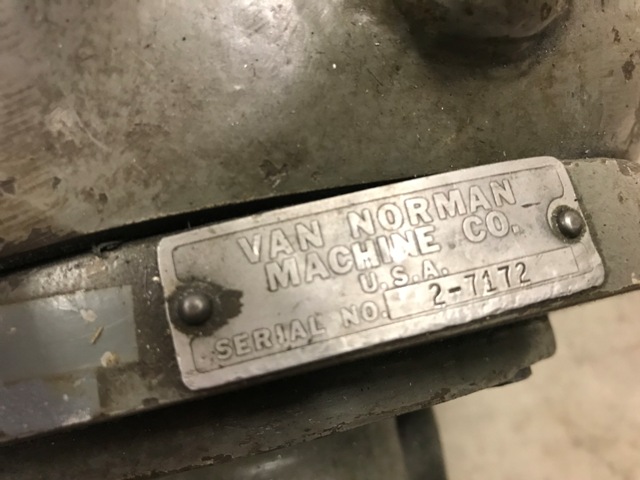 VAN NORMAN
MACHINE CO.
U.S.A.
SERIAL NO. 2-7172